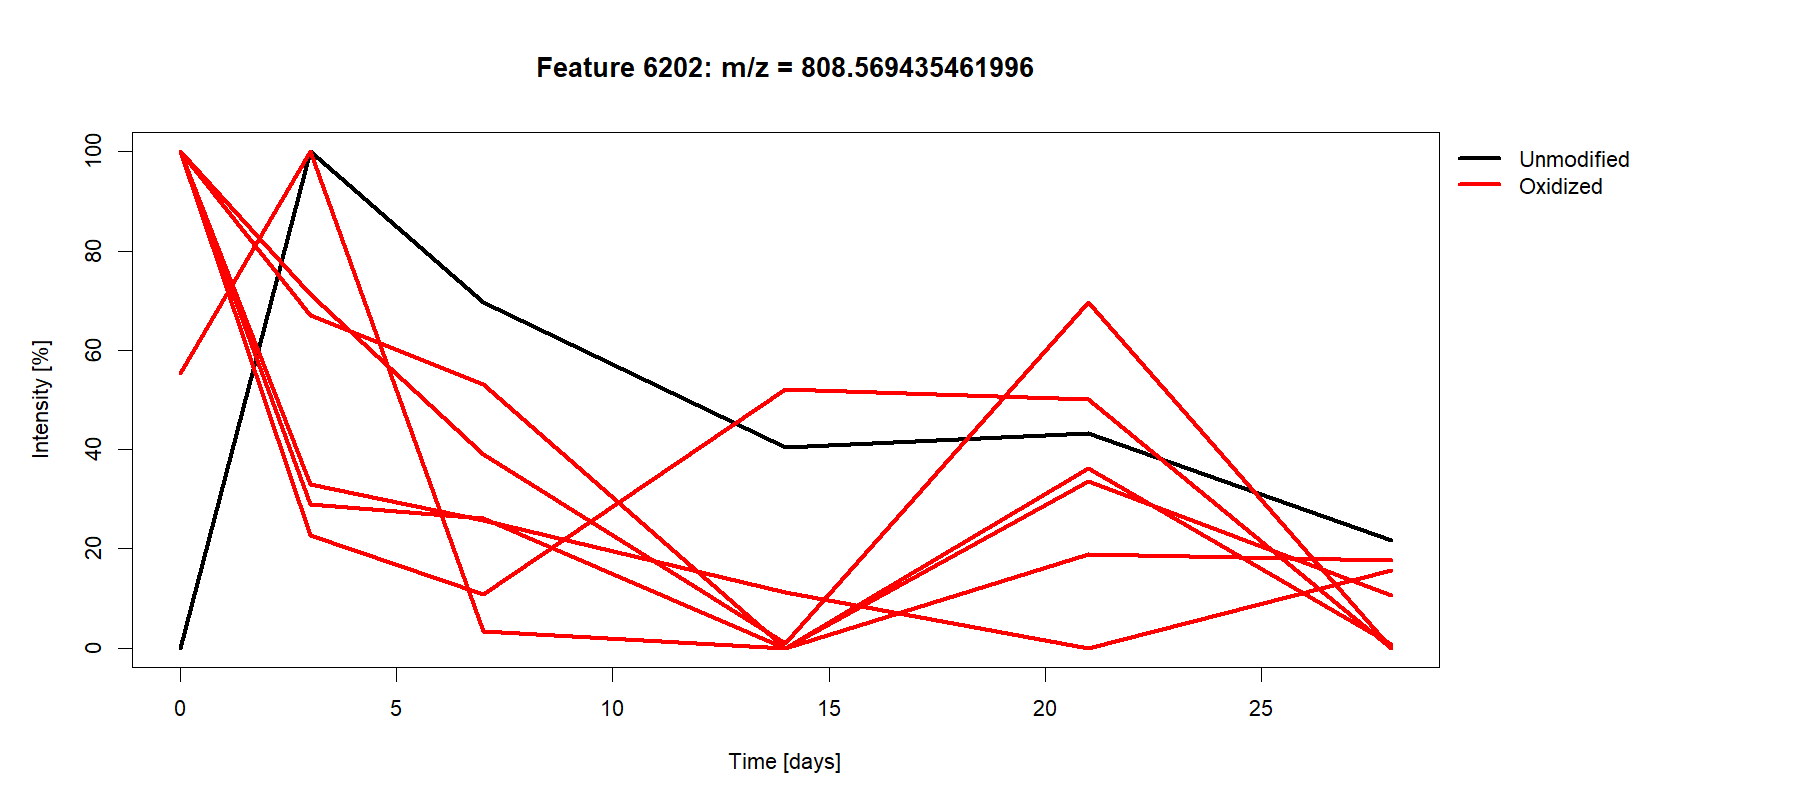 Feature 6202: m/z = 808.569435461996
Unmodified
Oxidized
Intensity [%]
100
80
60
40
20
0
0 5 10 15 20 25
Time [days]